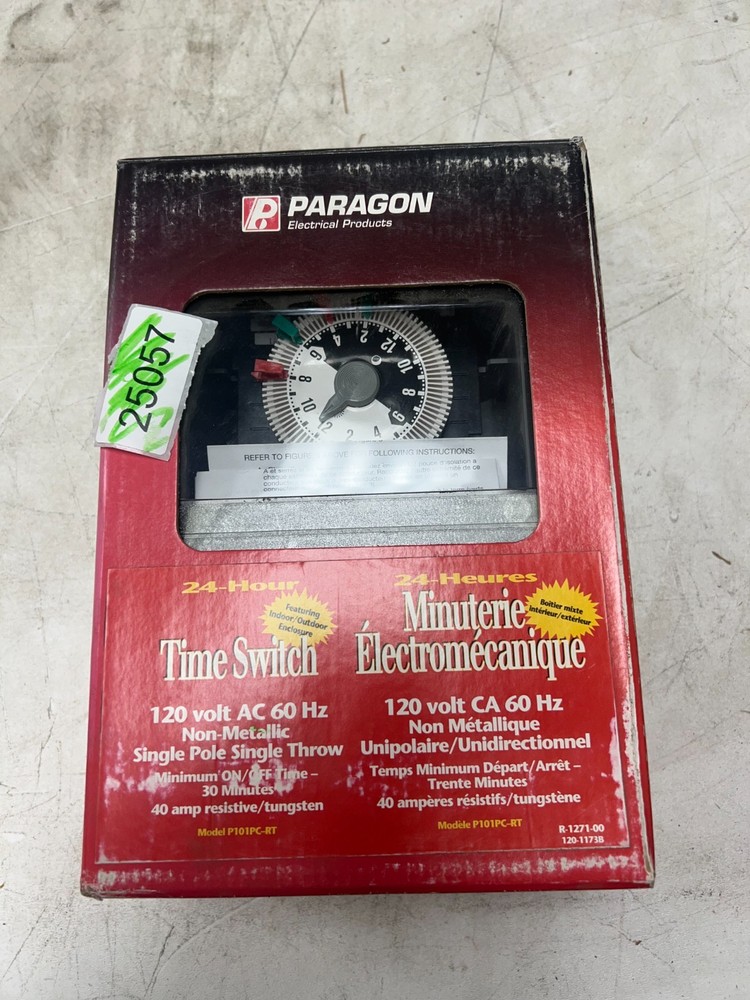 PARAGON
Electrical Products
25057
REFER TO FIGURE
FOLLOWING INSTRUCTIONS:
24-Hour
Featuring
Indoor/Outdoor
Enclosure
Time Switch
120 volt AC 60 Hz
Non-Metallic
Single Pole Single Throw
Minimum ON/OFF Time –
30 Minutes
40 amp resistive/tungsten
Model P101PC-RT
24-Heures
Boîtier mixte
intérieur/extérieur
Minuterie
Électromécanique
120 volt CA 60 Hz
Non Métallique
Unipolaire/Unidirectionnel
Temps Minimum Départ/Arrêt –
Trente Minutes
40 ampères résistifs/tungstène
Modèle P101PC-RT
R-1271-00
120-1173B